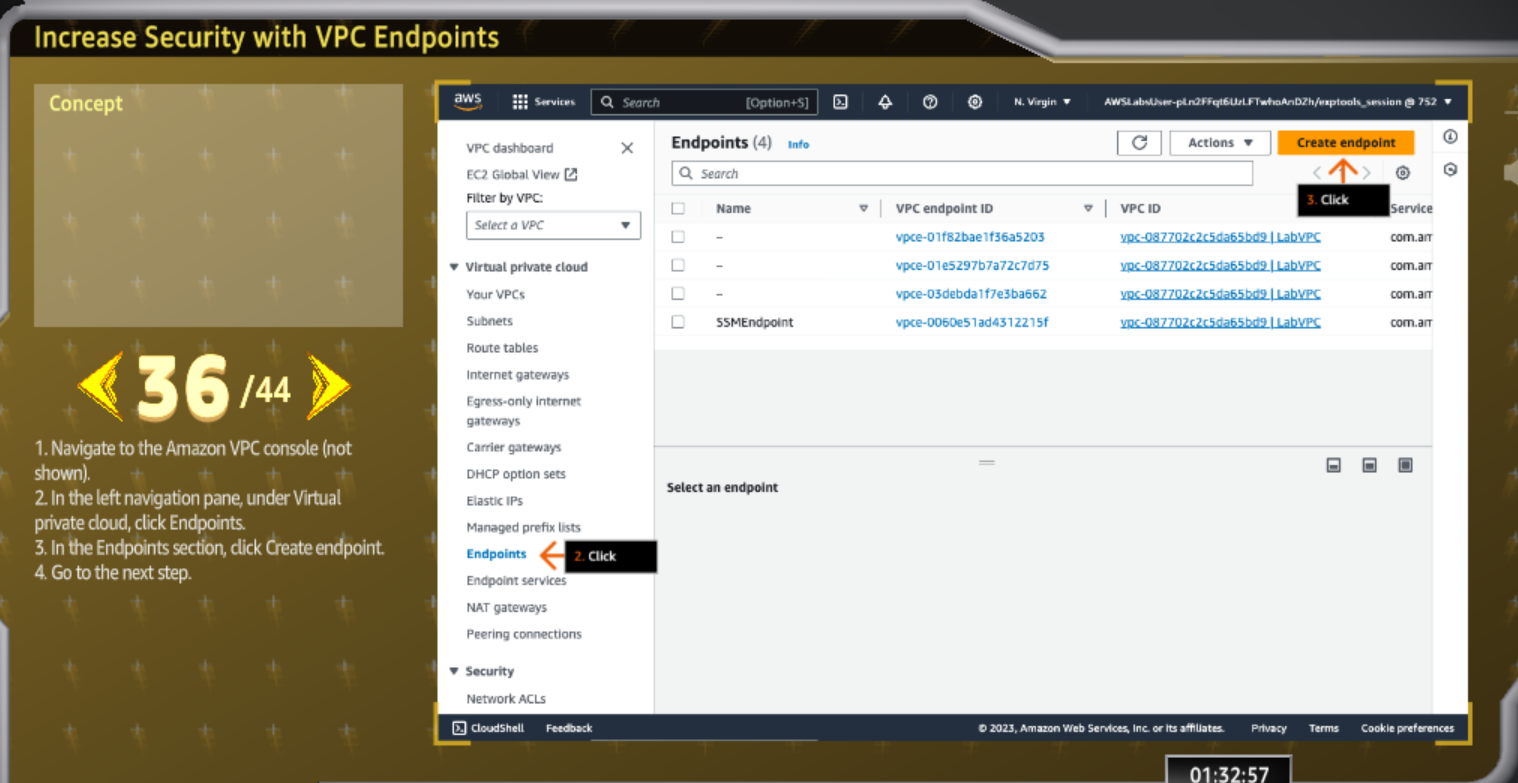 Increase Security with VPC Endpoints
Concept
36/44
1. Navigate to the Amazon VPC console (not
shown).
2. In the left navigation pane, under Virtual
private cloud, click Endpoints.
3. In the Endpoints section, click Create endpoint.
4. Go to the next step.
aws Services Search [Option+S] N. Virgin AWSLabsUser-pLn2FFqt6UzLFTwhoAnDZh/exptools_session @ 752
VPC dashboard
EC2 Global View
Filter by VPC:
Select a VPC
Virtual private cloud
Your VPCs
Subnets
Route tables
Internet gateways
Egress-only internet
gateways
Carrier gateways
DHCP option sets
Elastic IPs
Managed prefix lists
Endpoints
2. Click
Endpoint services
NAT gateways
Peering connections
Security
Network ACLs
Endpoints (4) Info
Actions
Create endpoint
Search
3. Click
Name VPC endpoint ID VPC ID Service
– vpce-01f82bae1f36a5203 vpc-087702c2c5da65bd9 | LabVPC com.am
– vpce-01e5297b7a72c7d75 vpc-087702c2c5da65bd9 | LabVPC com.am
– vpce-03debda1f7e3ba662 vpc-087702c2c5da65bd9 | LabVPC com.am
SSMEndpoint vpce-0060e51ad4312215f vpc-087702c2c5da65bd9 | LabVPC com.am
Select an endpoint
CloudShell Feedback © 2023, Amazon Web Services, Inc. or its affiliates. Privacy Terms Cookie preferences
01:32:57